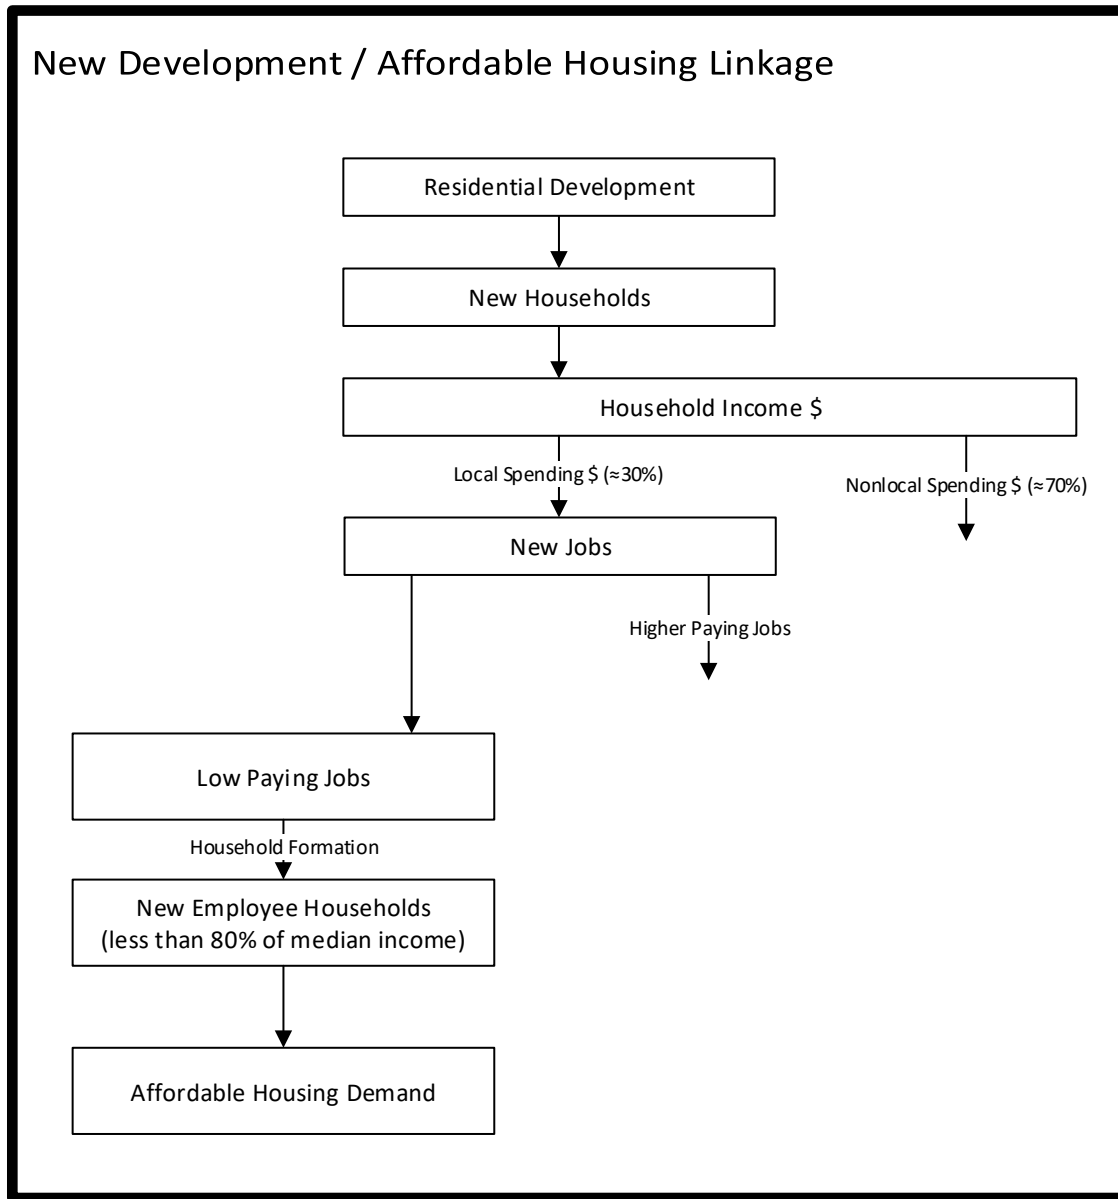 New Development / Affordable Housing Linkage
Residential Development
New Households
Household Income $
Local Spending $ (≈30%)
Nonlocal Spending $ (≈70%)
New Jobs
Higher Paying Jobs
Low Paying Jobs
Household Formation
New Employee Households
(less than 80% of median income)
Affordable Housing Demand